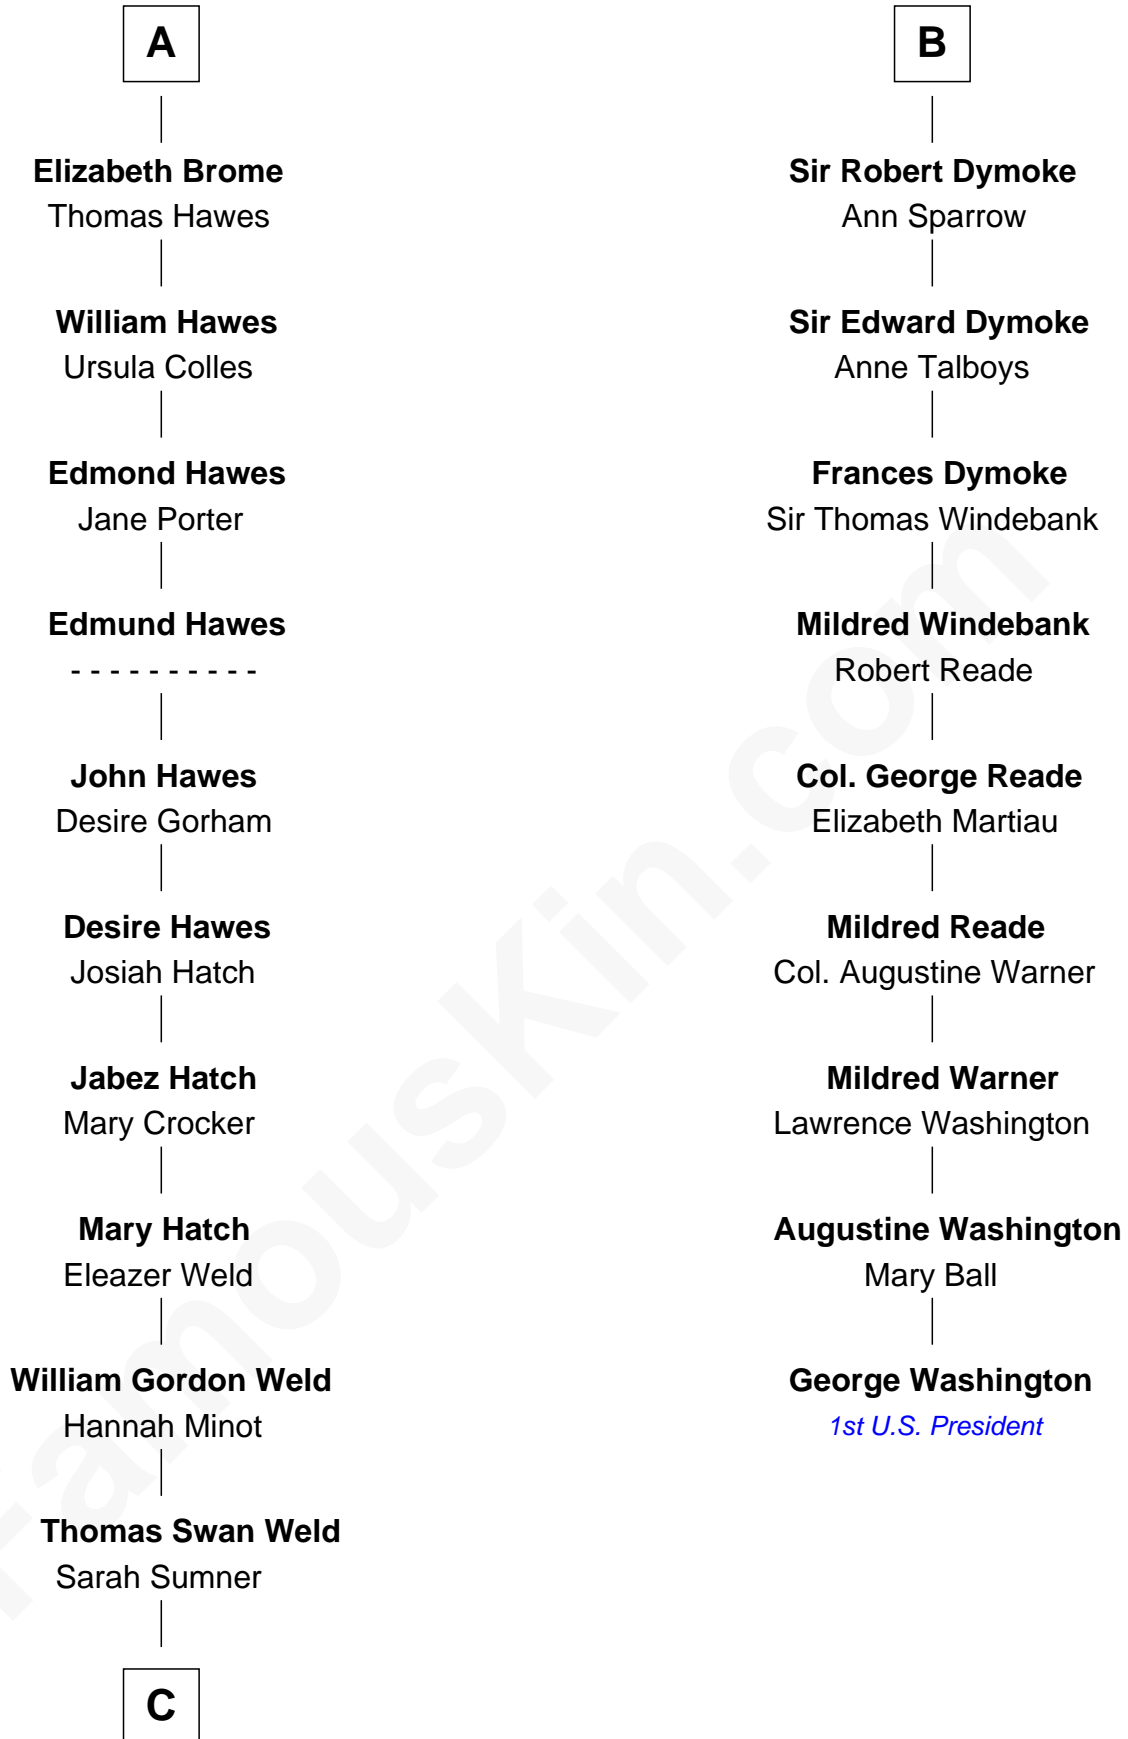 A
Elizabeth Brome
Thomas Hawes
William Hawes
Ursula Colles
Edmond Hawes
Jane Porter
Edmund Hawes
- - - - - - - - - -
John Hawes
Desire Gorham
Desire Hawes
Josiah Hatch
Jabez Hatch
Mary Crocker
Mary Hatch
Eleazer Weld
William Gordon Weld
Hannah Minot
Thomas Swan Weld
Sarah Sumner
C
B
Sir Robert Dymoke
Ann Sparrow
Sir Edward Dymoke
Anne Talboys
Frances Dymoke
Sir Thomas Windebank
Mildred Windebank
Robert Reade
Col. George Reade
Elizabeth Martiau
Mildred Reade
Col. Augustine Warner
Mildred Warner
Lawrence Washington
Augustine Washington
Mary Ball
George Washington
1st U.S. President
FamousKin.com